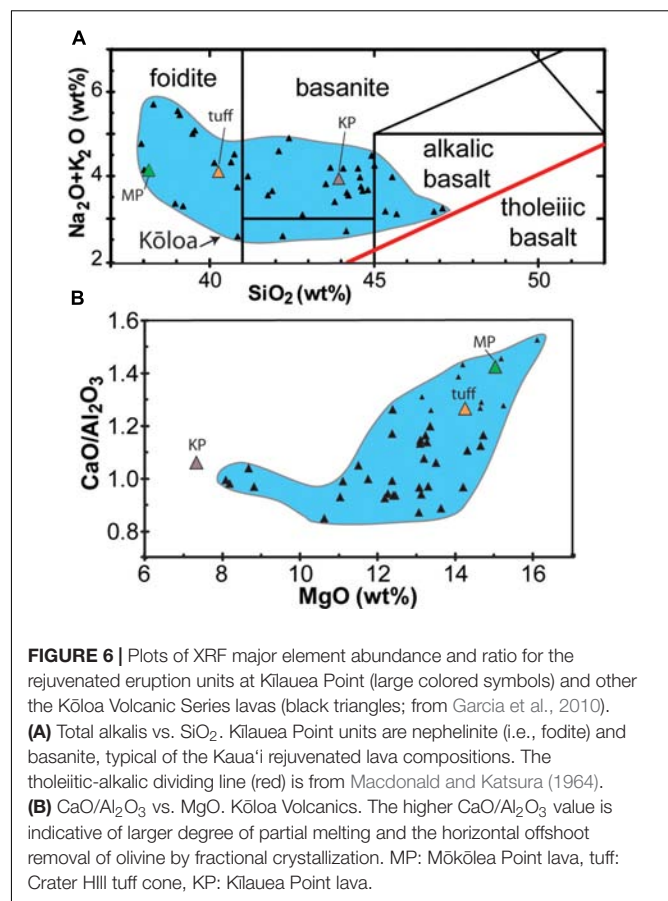 A
foidite
basanite
tuff
KP
MP
alkalic
basalt
tholeiiic
basalt
Kōloa
Na2O+K2 O (wt%)
6
4
2
40
45
50
SiO2 (wt%)
B
1.6
1.4
1.2
1.0
0.8
CaO/Al2O3
MP
tuff
KP
6
8
10
12
14
16
MgO (wt%)
FIGURE 6 | Plots of XRF major element abundance and ratio for the
rejuvenated eruption units at Kīlauea Point (large colored symbols) and other
the Kōloa Volcanic Series lavas (black triangles; from Garcia et al., 2010).
(A) Total alkalis vs. SiO2. Kīlauea Point units are nephelinite (i.e., fodite) and
basanite, typical of the Kaua‘i rejuvenated lava compositions. The
tholeiitic-alkalic dividing line (red) is from Macdonald and Katsura (1964).
(B) CaO/Al2O3 vs. MgO. Kōloa Volcanics. The higher CaO/Al2O3 value is
indicative of larger degree of partial melting and the horizontal offshoot
removal of olivine by fractional crystallization. MP: Mōkōlea Point lava, tuff:
Crater HIll tuff cone, KP: Kīlauea Point lava.